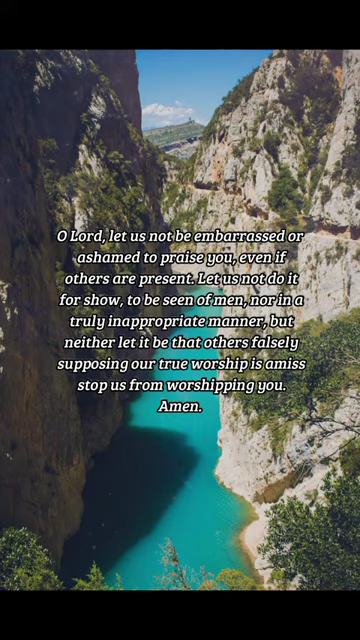 O Lord, let us not be embarrassed or
ashamed to praise you, even if
others are present. Let us not do it
for show, to be seen of men, nor in a
truly inappropriate manner, but
neither let it be that others falsely
supposing our true worship is amiss
stop us from worshipping you.
Amen.